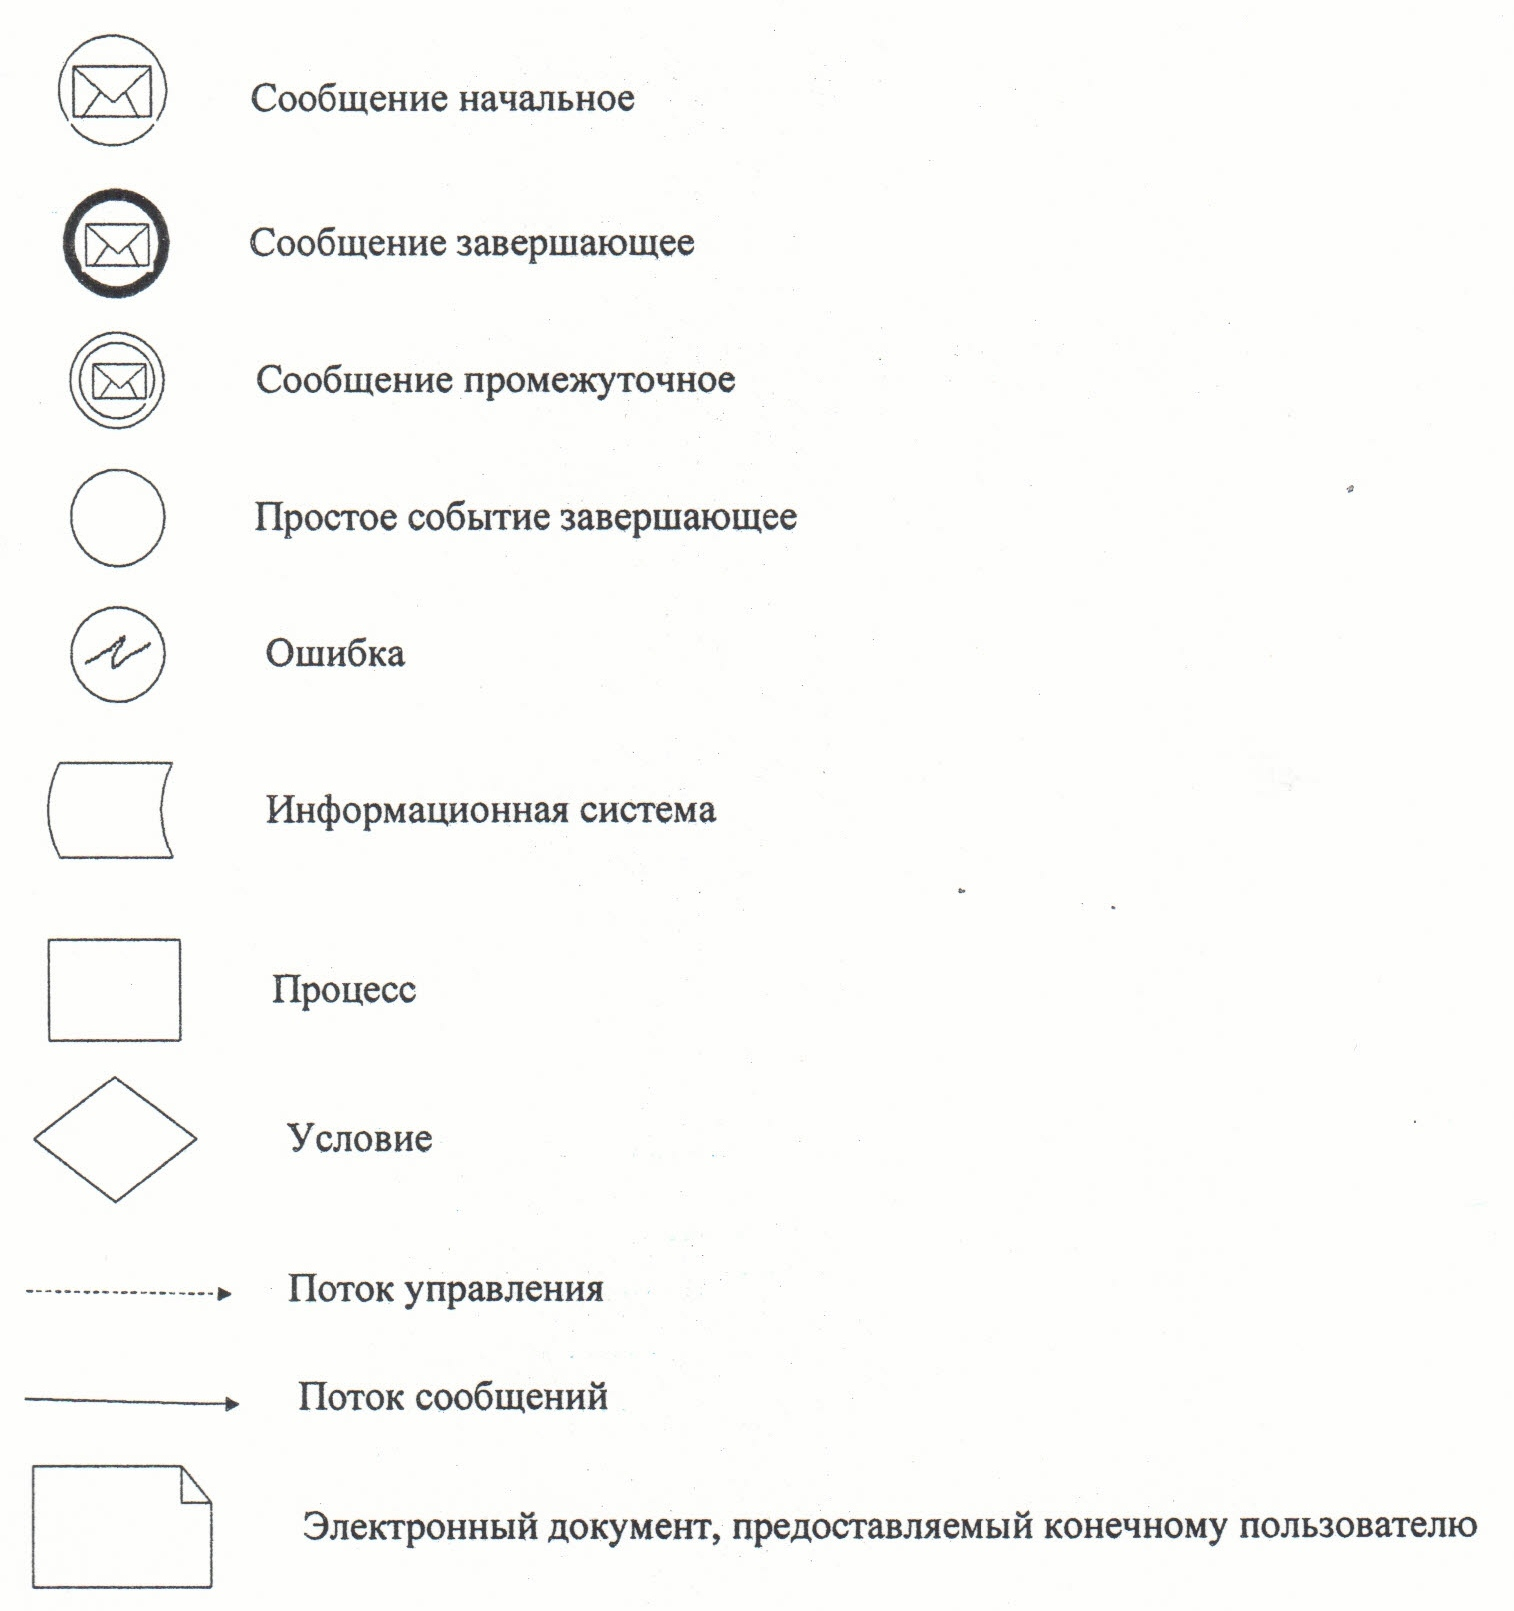 Сообщение начальное
Сообщение завершающее
Сообщение промежуточное
Простое событие завершающее
Ошибка
Информационная система
Процесс
Условие
Поток управления
Поток сообщений
Электронный документ, предоставляемый конечному пользователю